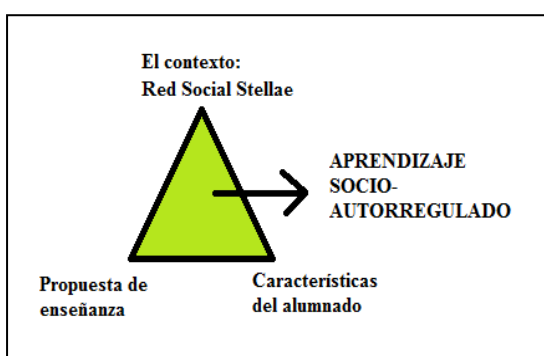 El contexto:
Red Social Stellae
APRENDIZAJE
SOCIO-
AUTORREGULADO
Propuesta de
enseñanza
Características
del alumnado